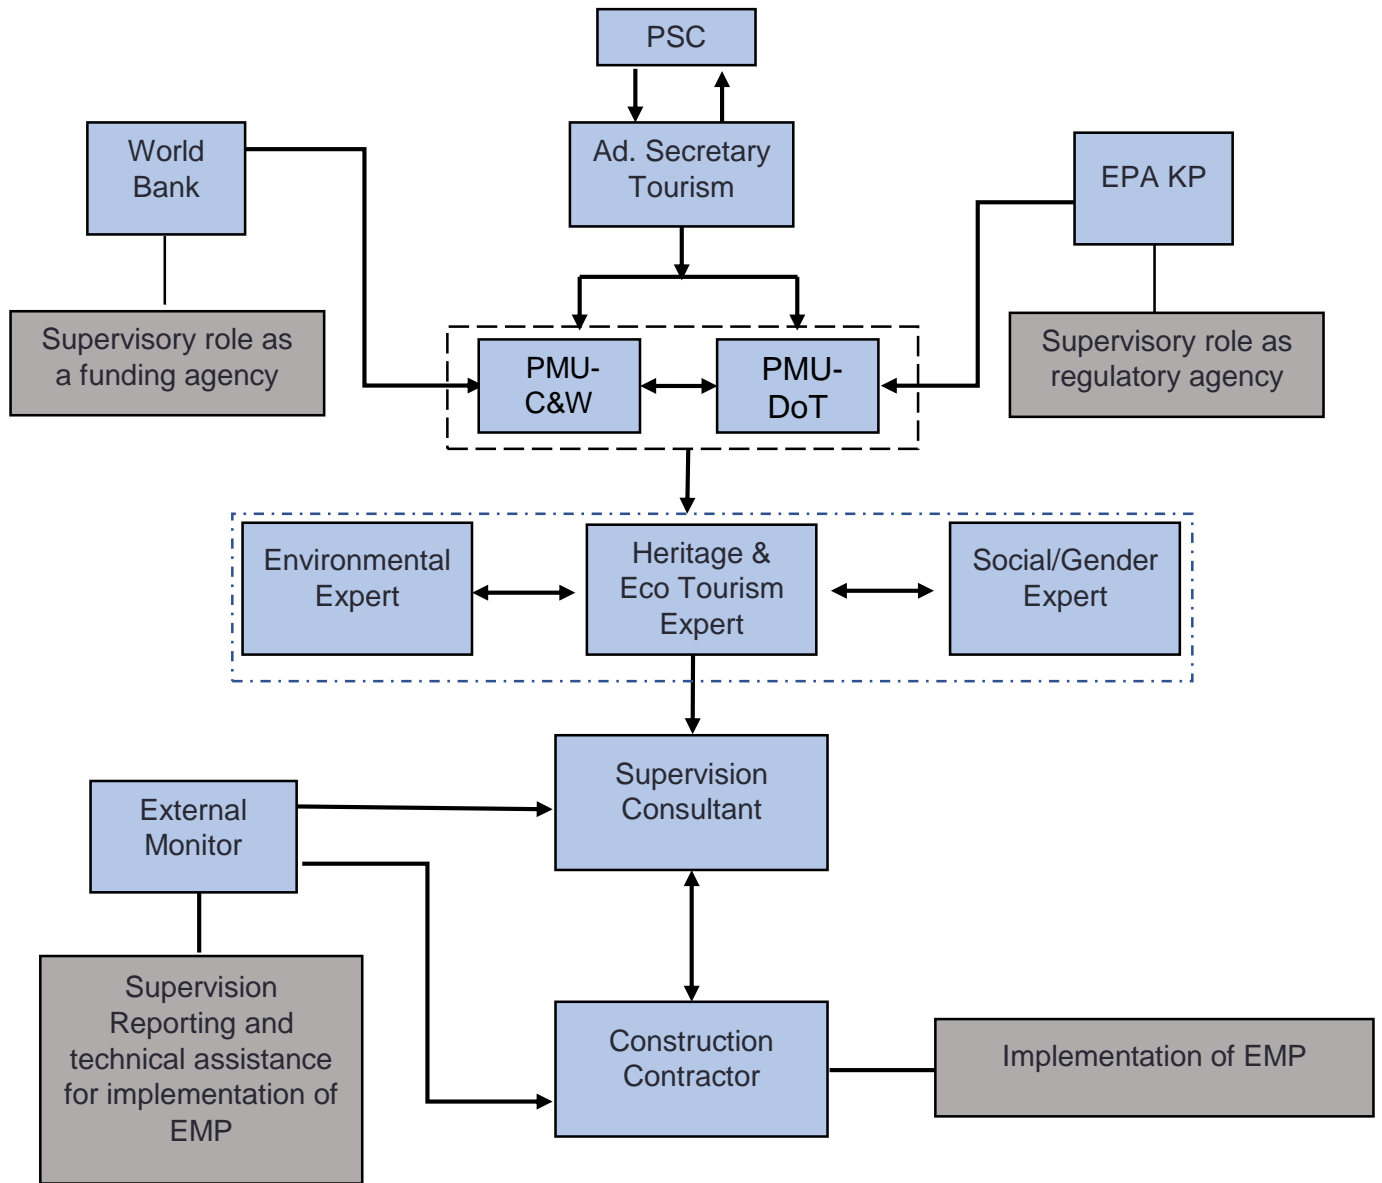 PSC
World
Bank
Ad. Secretary
Tourism
EPA KP
Supervisory role as
a funding agency
Supervisory role as
regulatory agency
PMU-
C&W
PMU-
DoT
Environmental
Expert
Heritage &
Eco Tourism
Expert
Social/Gender
Expert
Supervision
Consultant
External
Monitor
Supervision
Reporting and
technical assistance
for implementation of
EMP
Construction
Contractor
Implementation of EMP